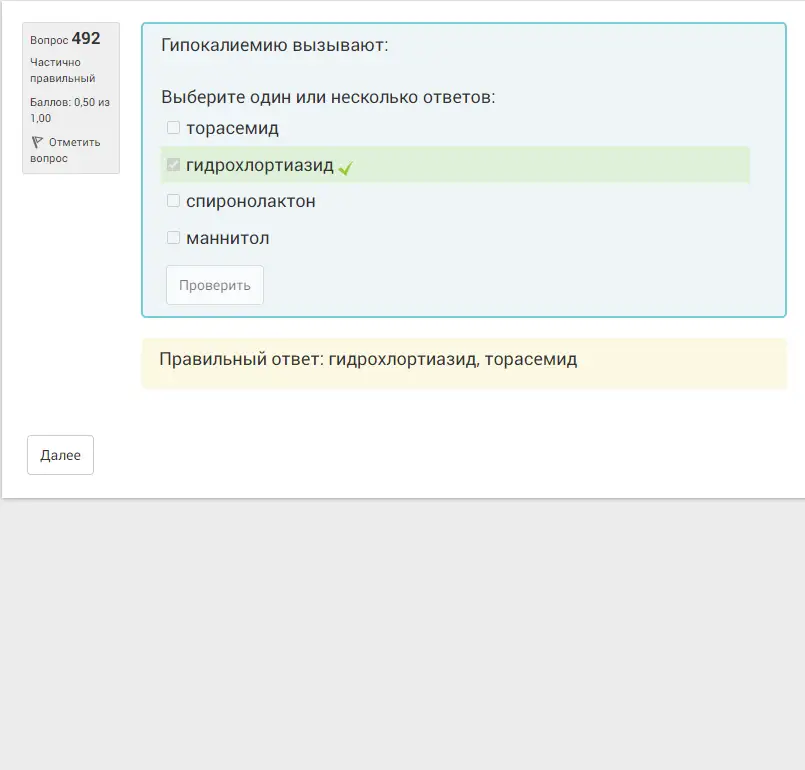 Вопрос 492
Частично
правильный
Баллов: 0,50 из
1,00
Отметить
вопрос
Гипокалиемию вызывают:
Выберите один или несколько ответов:
торасемид
гидрохлортиазид
спиронолактон
маннитол
Проверить
Правильный ответ: гидрохлортиазид, торасемид
Далее